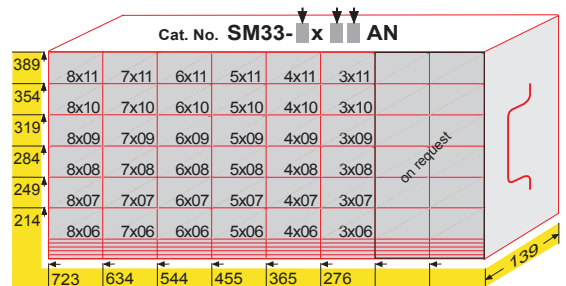 Cat. No. SM33- x AN
389
8x11 7x11 6x11 5x11 4x11 3x11
354
8x10 7x10 6x10 5x10 4x10 3x10
319
8x09 7x09 6x09 5x09 4x09 3x09
on request
284
8x08 7x08 6x08 5x08 4x08 3x08
249
8x07 7x07 6x07 5x07 4x07 3x07
214
8x06 7x06 6x06 5x06 4x06 3x06
723 634 544 455 365 276
139